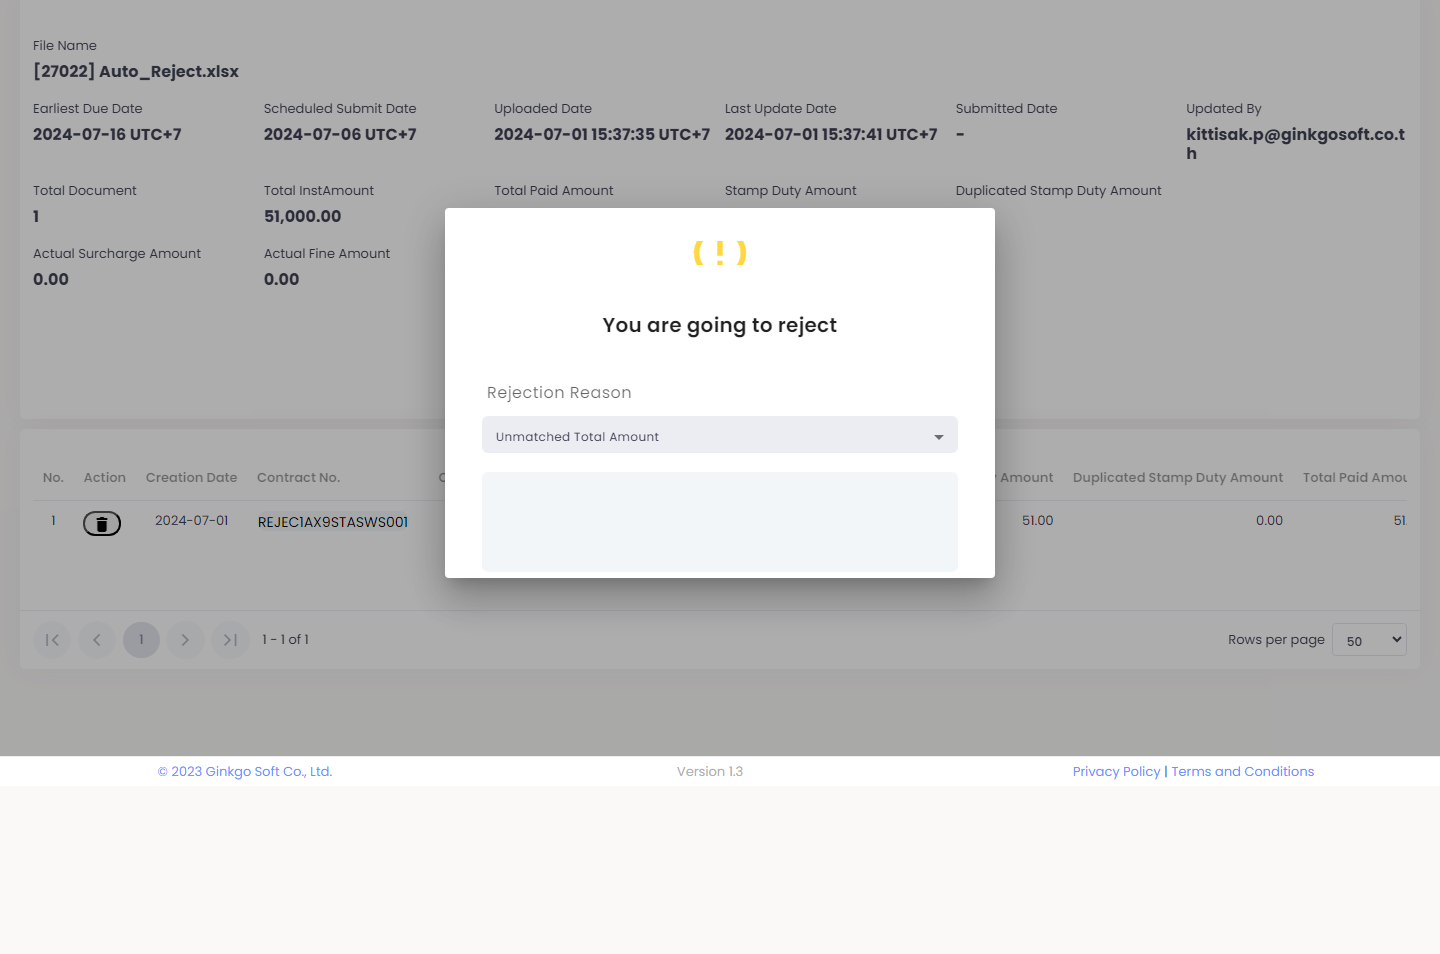 File Name
[27022] Auto_Reject.xlsx
Earliest Due Date Scheduled Submit Date Uploaded Date Last Update Date Submitted Date Updated By
2024-07-16 UTC+7 2024-07-06 UTC+7 2024-07-01 15:37:35 UTC+7 2024-07-01 15:37:41 UTC+7 - kittisak.p@ginkgosoft.co.t
h
Total Document Total InstAmount Total Paid Amount Stamp Duty Amount Duplicated Stamp Duty Amount
1 51,000.00
Actual Surcharge Amount Actual Fine Amount
0.00 0.00
(!)
You are going to reject
Rejection Reason
Unmatched Total Amount
No. Action Creation Date Contract No. Amount Duplicated Stamp Duty Amount Total Paid
1 2024-07-01 REJEC1AX9STASWS001 51.00 0.00 51.
1 1 - 1 of 1 Rows per page 50
© 2023 Ginkgo Soft Co., Ltd. Version 1.3 Privacy Policy | Terms and Conditions